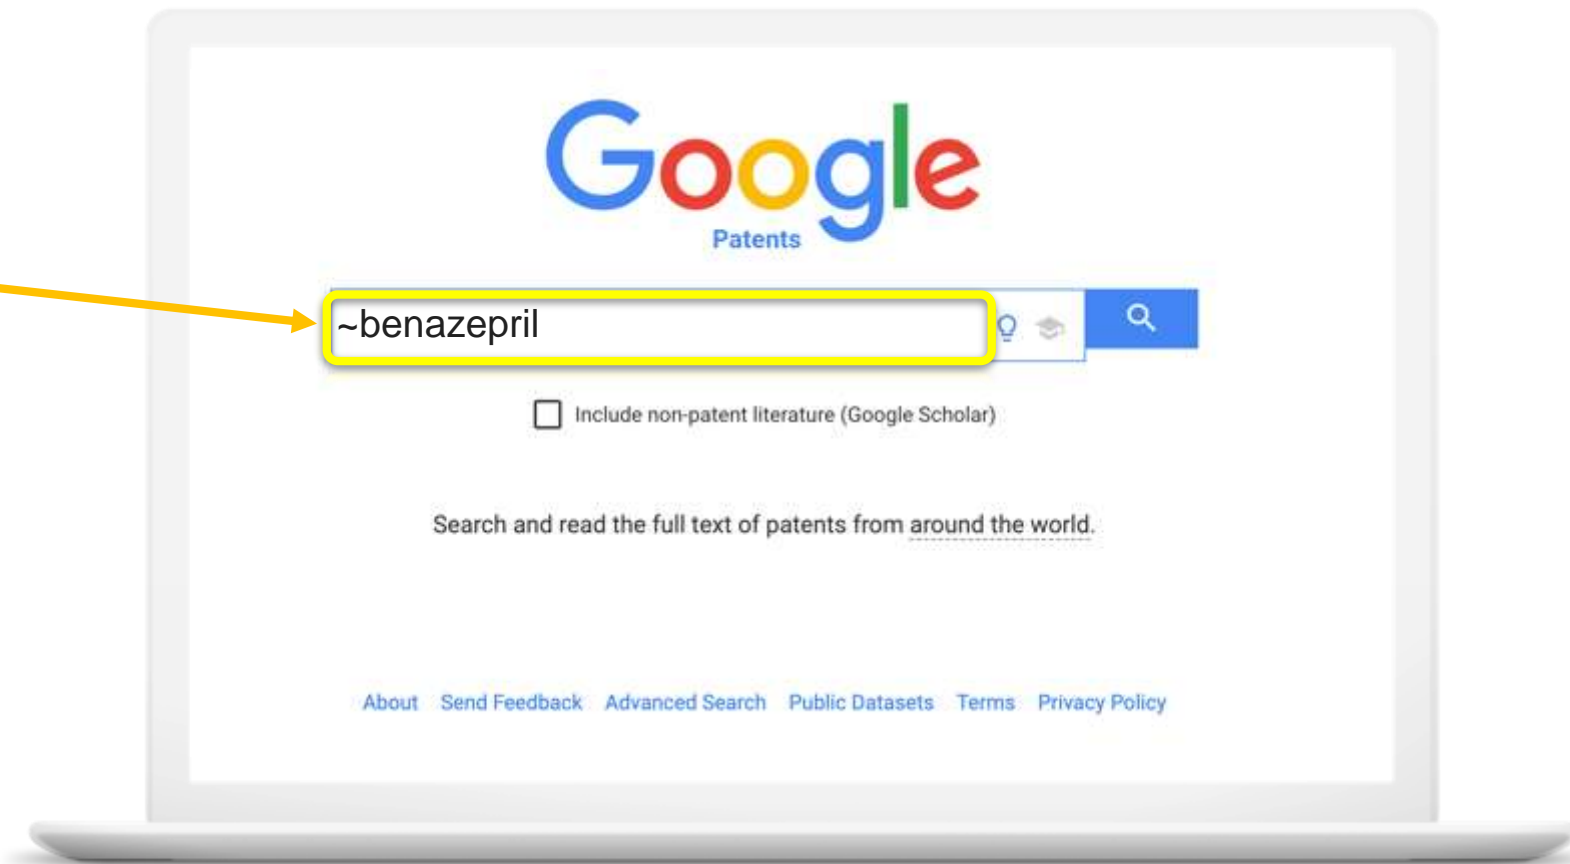 Google
Patents
~benazepril
Include non-patent literature (Google Scholar)
Search and read the full text of patents from around the world.
About Send Feedback Advanced Search Public Datasets Terms Privacy Policy